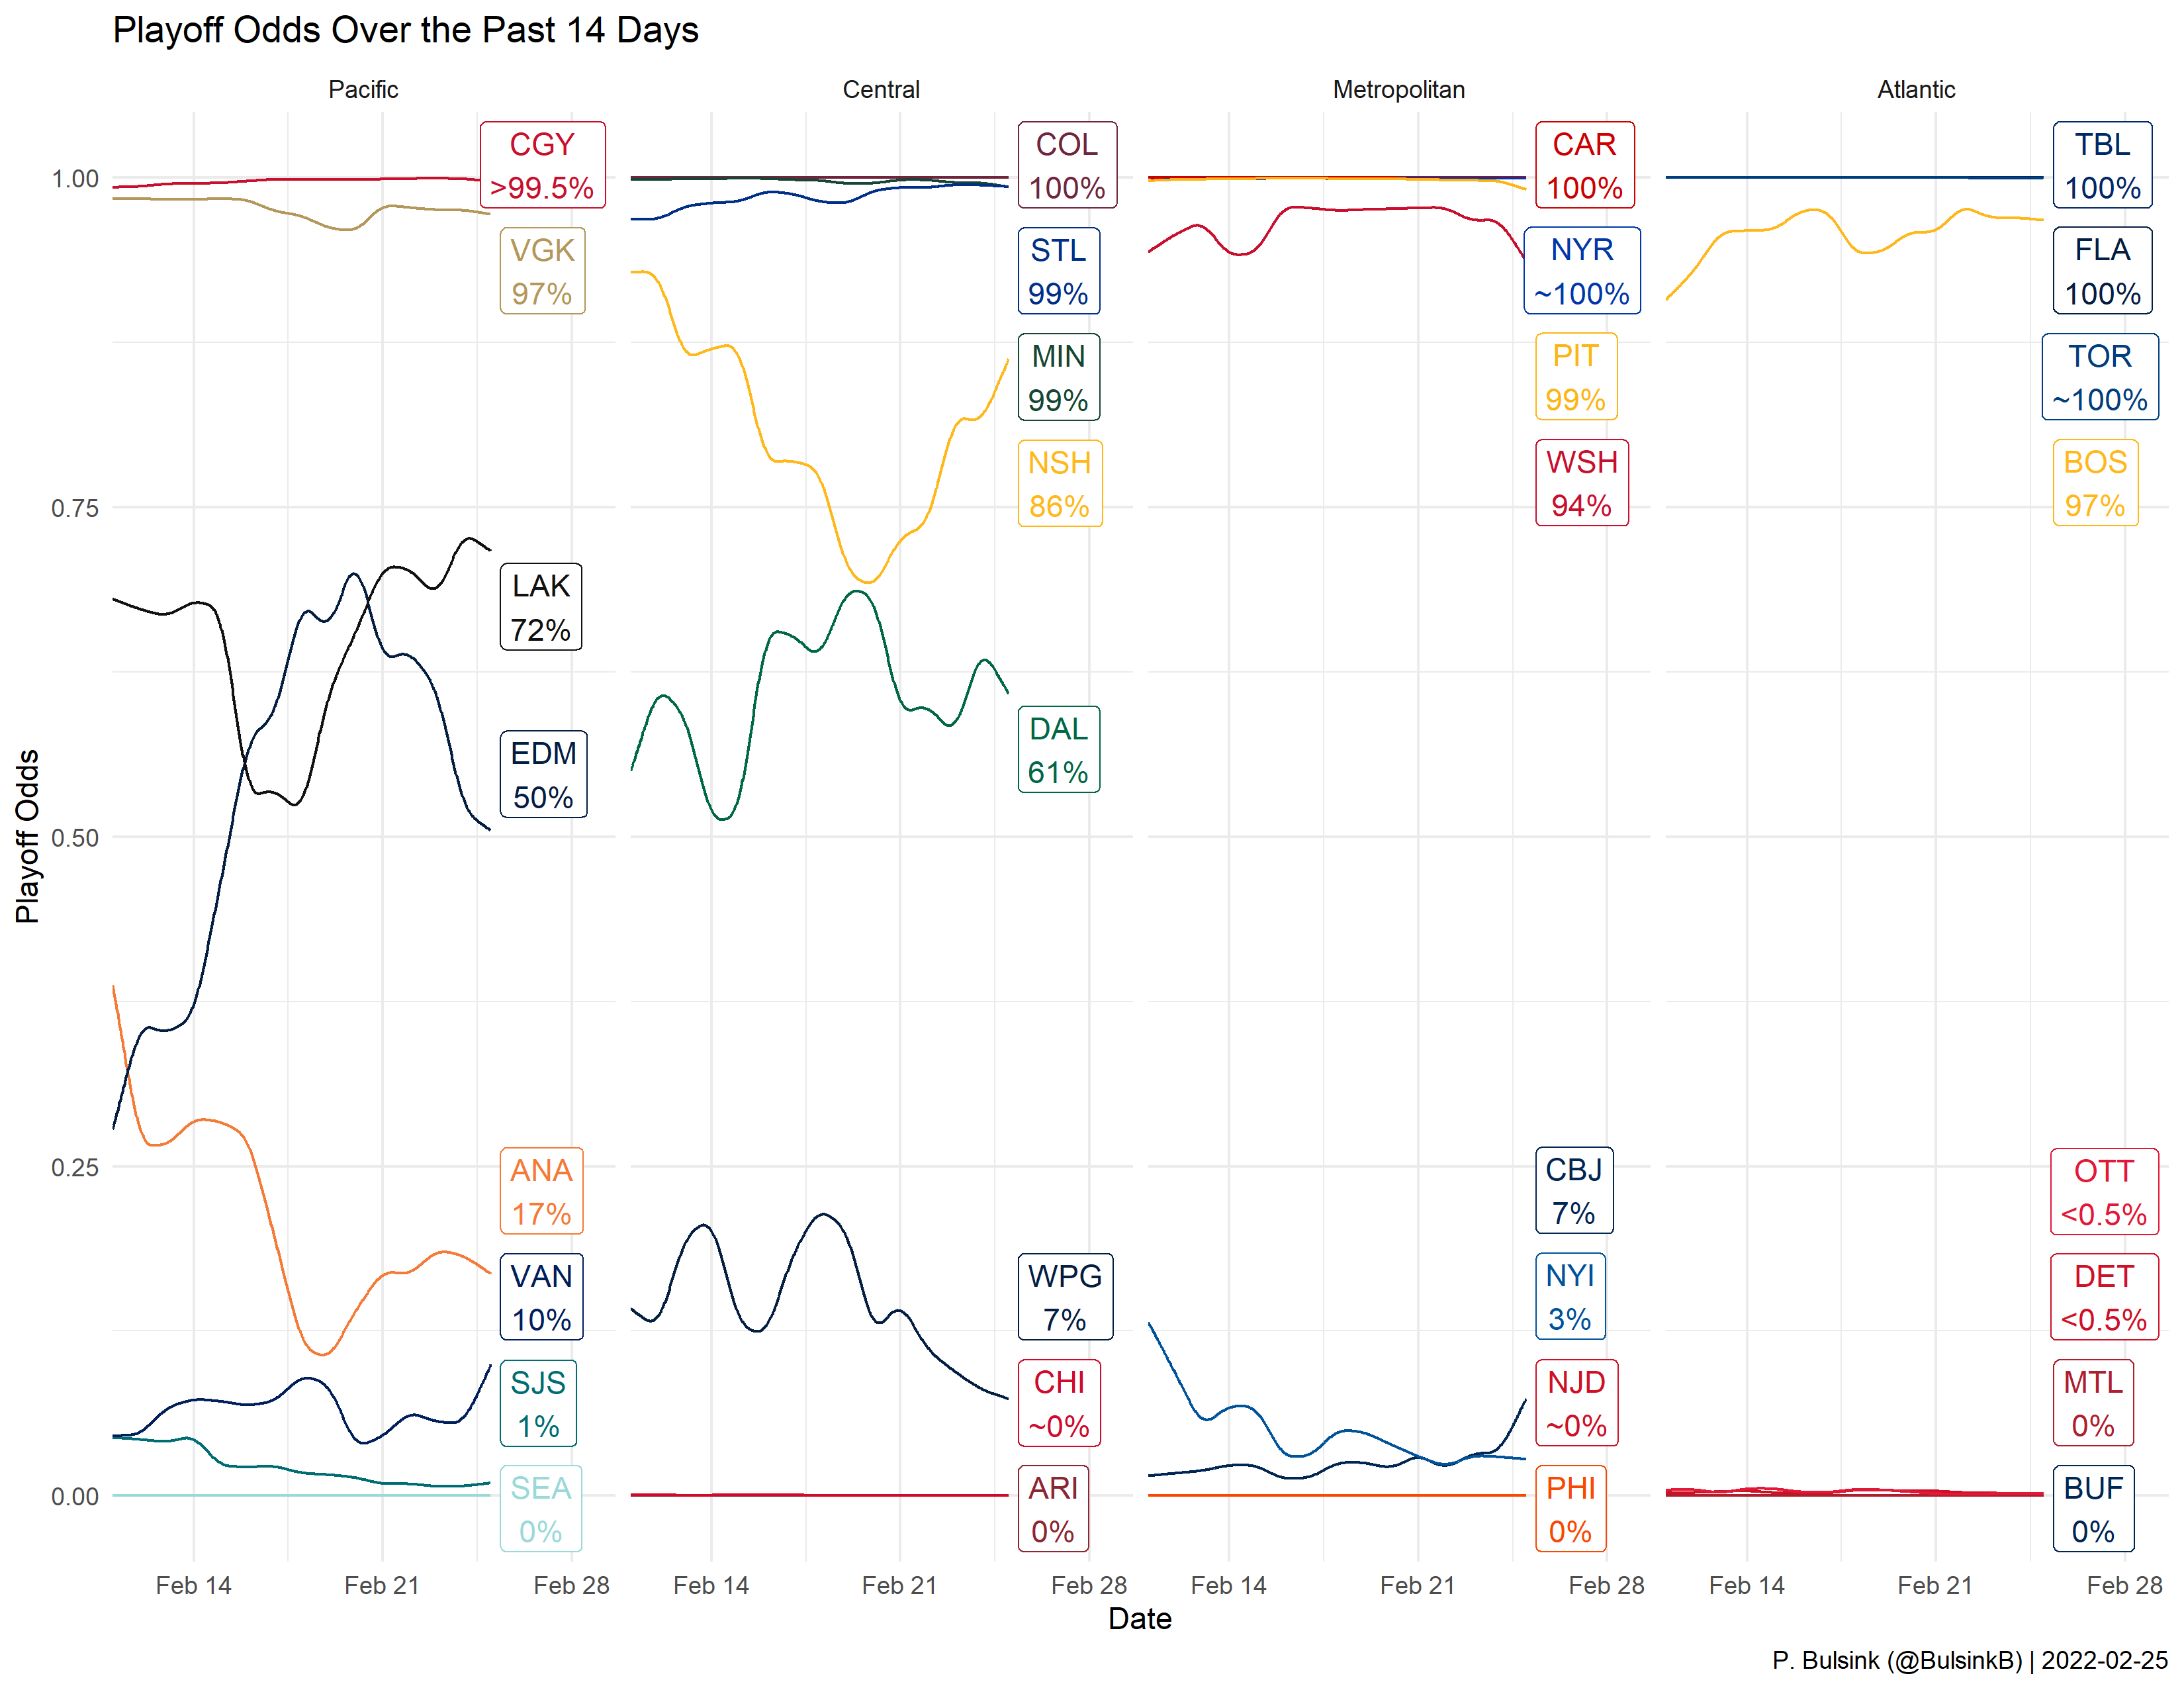 Playoff Odds Over the Past 14 Days
Pacific
Central
Metropolitan
Atlantic
Playoff Odds
1.00
0.75
0.50
0.25
0.00
CGY
>99.5%
VGK
97%
LAK
72%
EDM
50%
ANA
17%
VAN
10%
SJS
1%
SEA
0%
COL
100%
STL
99%
MIN
99%
NSH
86%
DAL
61%
WPG
7%
CHI
~0%
ARI
0%
CAR
100%
NYR
~100%
PIT
99%
WSH
94%
CBJ
7%
NYI
3%
NJD
~0%
PHI
0%
TBL
100%
FLA
100%
TOR
~100%
BOS
97%
OTT
<0.5%
DET
<0.5%
MTL
0%
BUF
0%
Feb 14 Feb 21 Feb 28 Feb 14 Feb 21 Feb 28 Feb 14 Feb 21 Feb 28 Feb 14 Feb 21 Feb 28
Date
P. Bulsink (@BulsinkB) | 2022-02-25